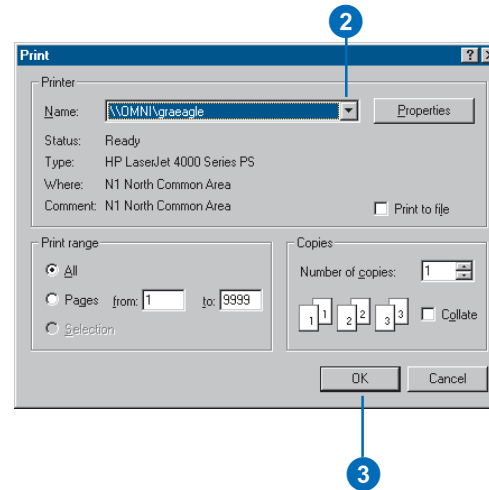 2
Print
Printer
Name: \\OMNI\graeagle Properties
Status: Ready
Type: HP LaserJet 4000 Series PS
Where: N1 North Common Area
Comment: N1 North Common Area Print to file
Print range
All
Pages from: 1 to: 9999
Selection
Copies
Number of copies: 1
1 1 2 2 3 3 Collate
OK Cancel
3